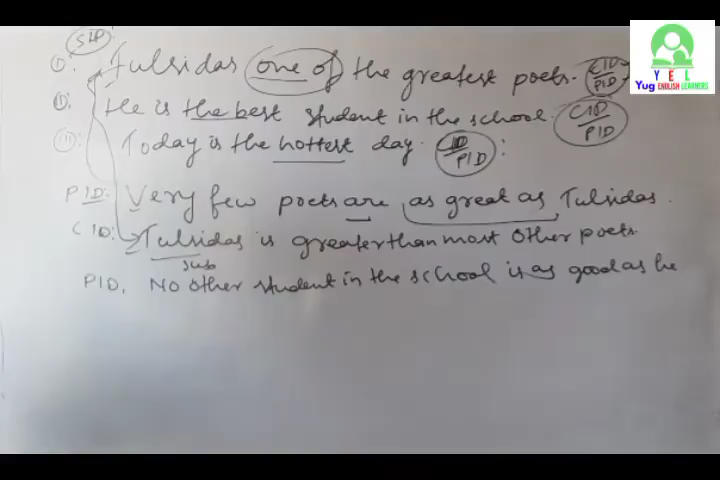 S/D:
(i). Tulsidas one of the greatest poets. C/D P/D
(ii). He is the best student in the school. C/D P/D
(iii) Today is the hottest day. C/D P/D :
P/D: Very few poets are as great as Tulsidas.
C/D: Tulsidas is greater than most other poets.
Sub
P/D. No other student in the school is as good as he
YEL
Yug ENGLISH LEARNERS